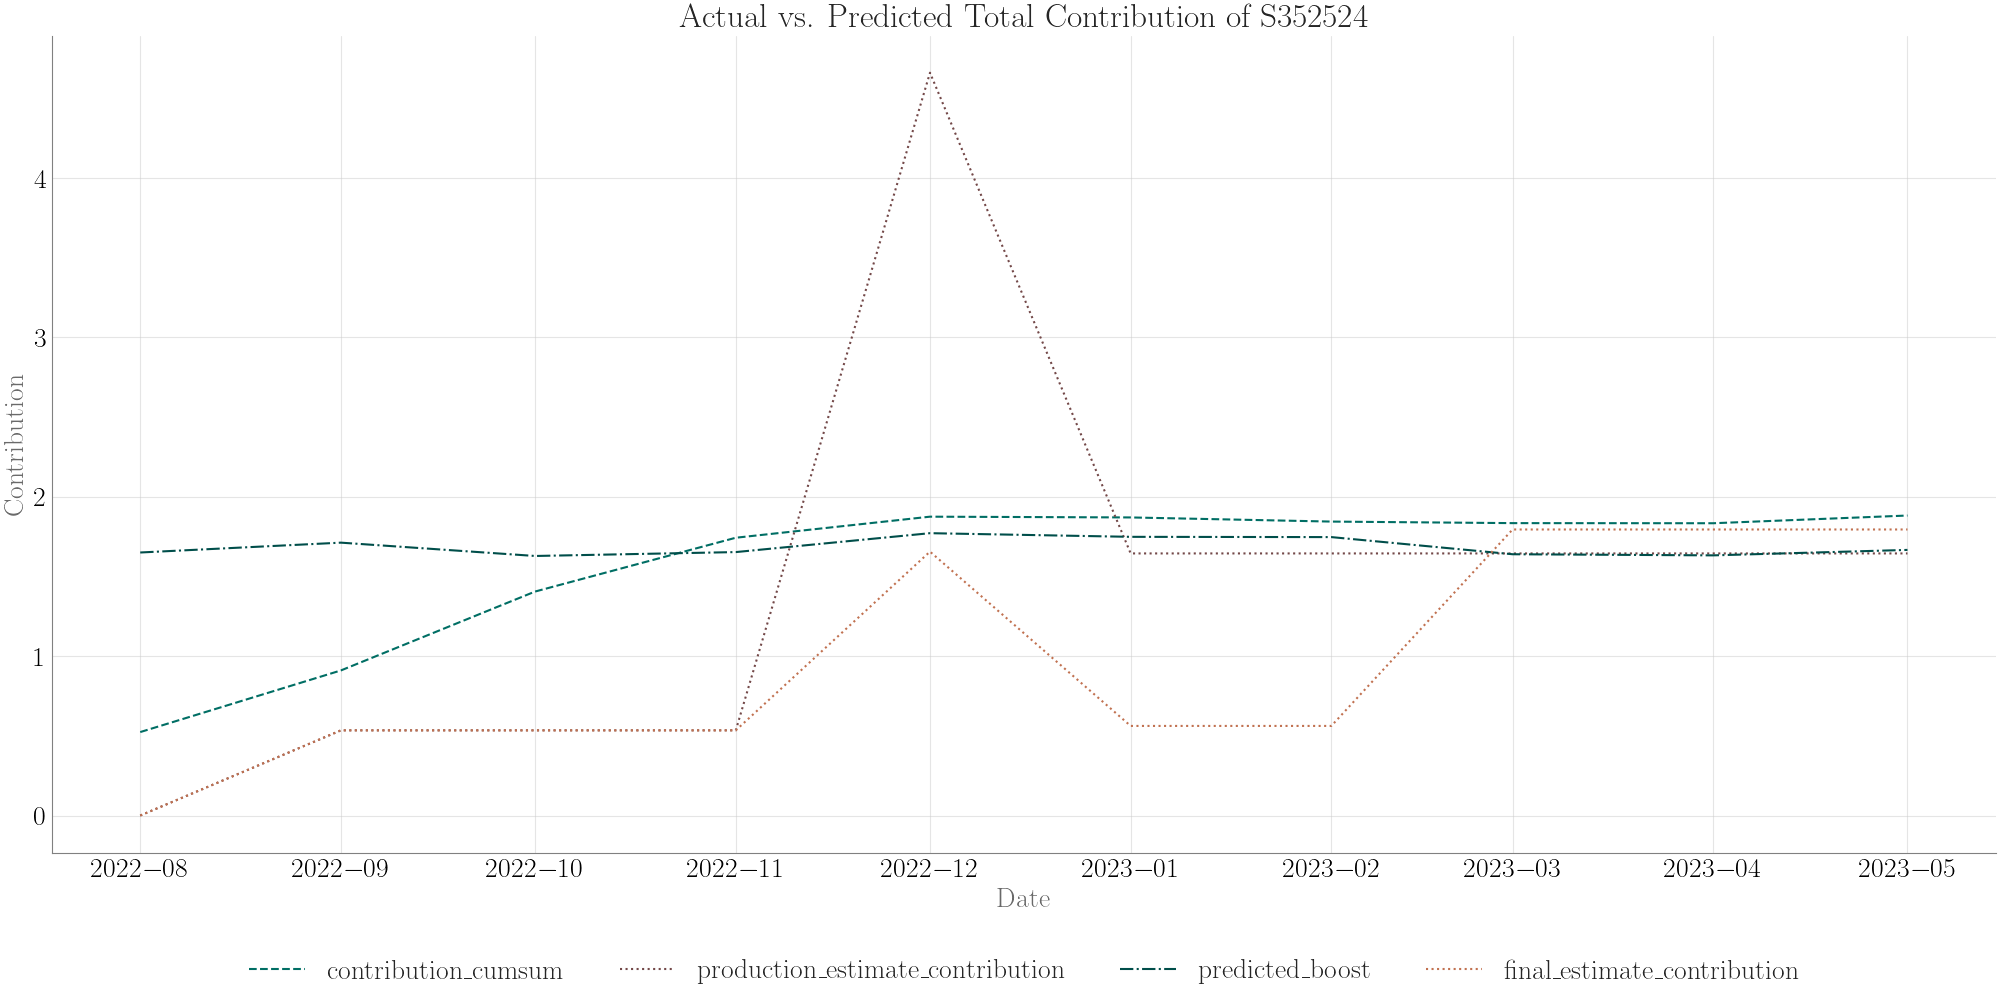 Actual vs. Predicted Total Contribution of S352524
4
3
2
1
0
Contribution
2022−08 2022−09 2022−10 2022−11 2022−12 2023−01 2023−02 2023−03 2023−04 2023−05
Date
contribution_cumsum production_estimate_contribution predicted_boost final_estimate_contribution